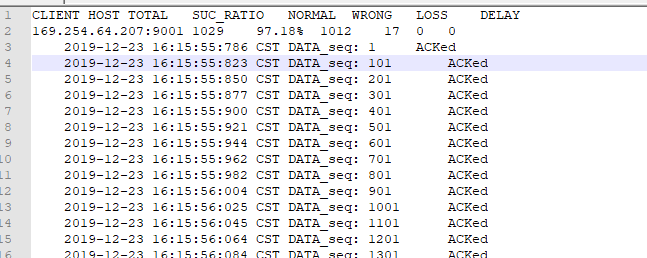 1 CLIENT HOST TOTAL SUC_RATIO NORMAL WRONG LOSS DELAY
2 169.254.64.207:9001 1029 97.18% 1012 17 0 0
3 2019-12-23 16:15:55:786 CST DATA_seq: 1 ACKed
4 2019-12-23 16:15:55:823 CST DATA_seq: 101 ACKed
5 2019-12-23 16:15:55:850 CST DATA_seq: 201 ACKed
6 2019-12-23 16:15:55:877 CST DATA_seq: 301 ACKed
7 2019-12-23 16:15:55:900 CST DATA_seq: 401 ACKed
8 2019-12-23 16:15:55:921 CST DATA_seq: 501 ACKed
9 2019-12-23 16:15:55:944 CST DATA_seq: 601 ACKed
10 2019-12-23 16:15:55:962 CST DATA_seq: 701 ACKed
11 2019-12-23 16:15:55:982 CST DATA_seq: 801 ACKed
12 2019-12-23 16:15:56:004 CST DATA_seq: 901 ACKed
13 2019-12-23 16:15:56:025 CST DATA_seq: 1001 ACKed
14 2019-12-23 16:15:56:045 CST DATA_seq: 1101 ACKed
15 2019-12-23 16:15:56:064 CST DATA_seq: 1201 ACKed
16 2019-12-23 16:15:56:084 CST DATA_seq: 1301 ACKed